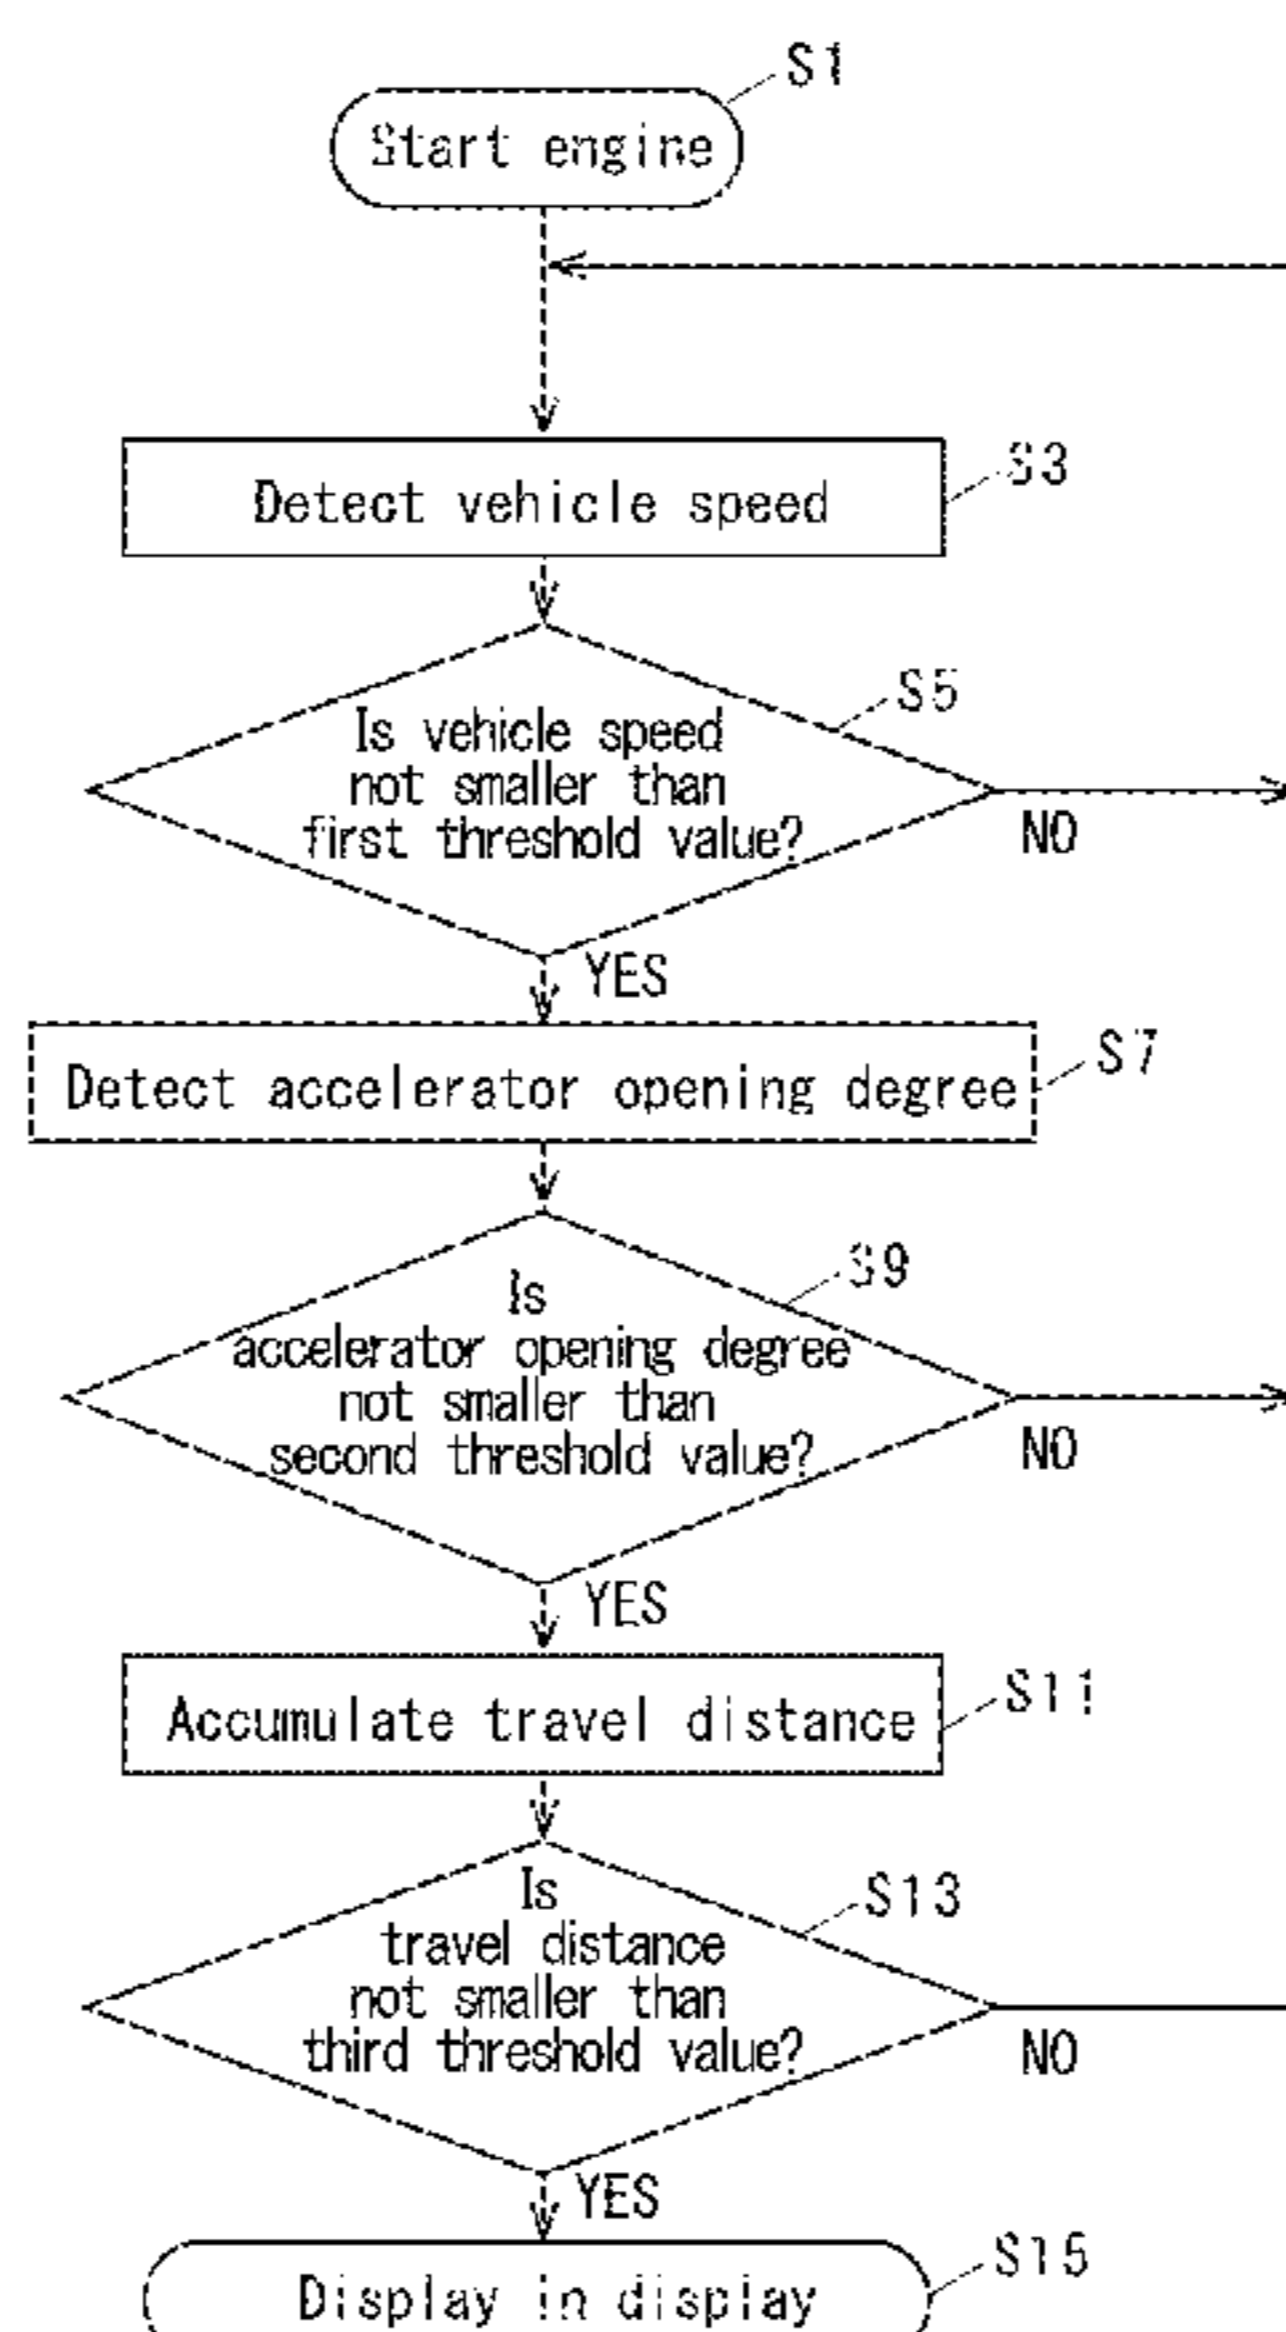 S1
Start engine
S3
Detect vehicle speed
S5
Is vehicle speed
not smaller than
first threshold value?
NO
YES
S7
Detect accelerator opening degree
S9
Is
accelerator opening degree
not smaller than
second threshold value?
NO
YES
S11
Accumulate travel distance
S13
Is
travel distance
not smaller than
third threshold value?
NO
YES
S15
Display in display